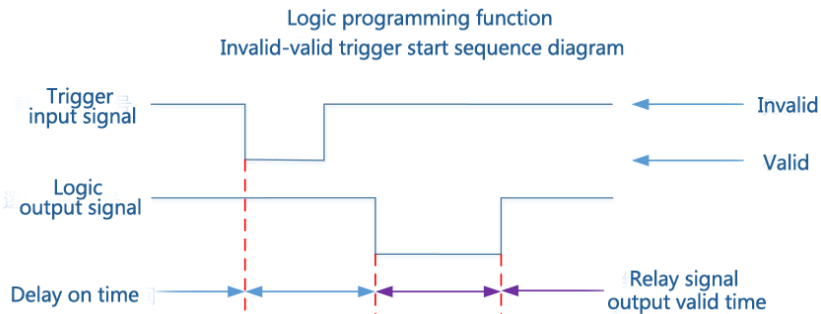 Logic programming function
Invalid-valid trigger start sequence diagram
Trigger
input signal
Invalid
Valid
Logic
output signal
Delay on time
Relay signal
output valid time